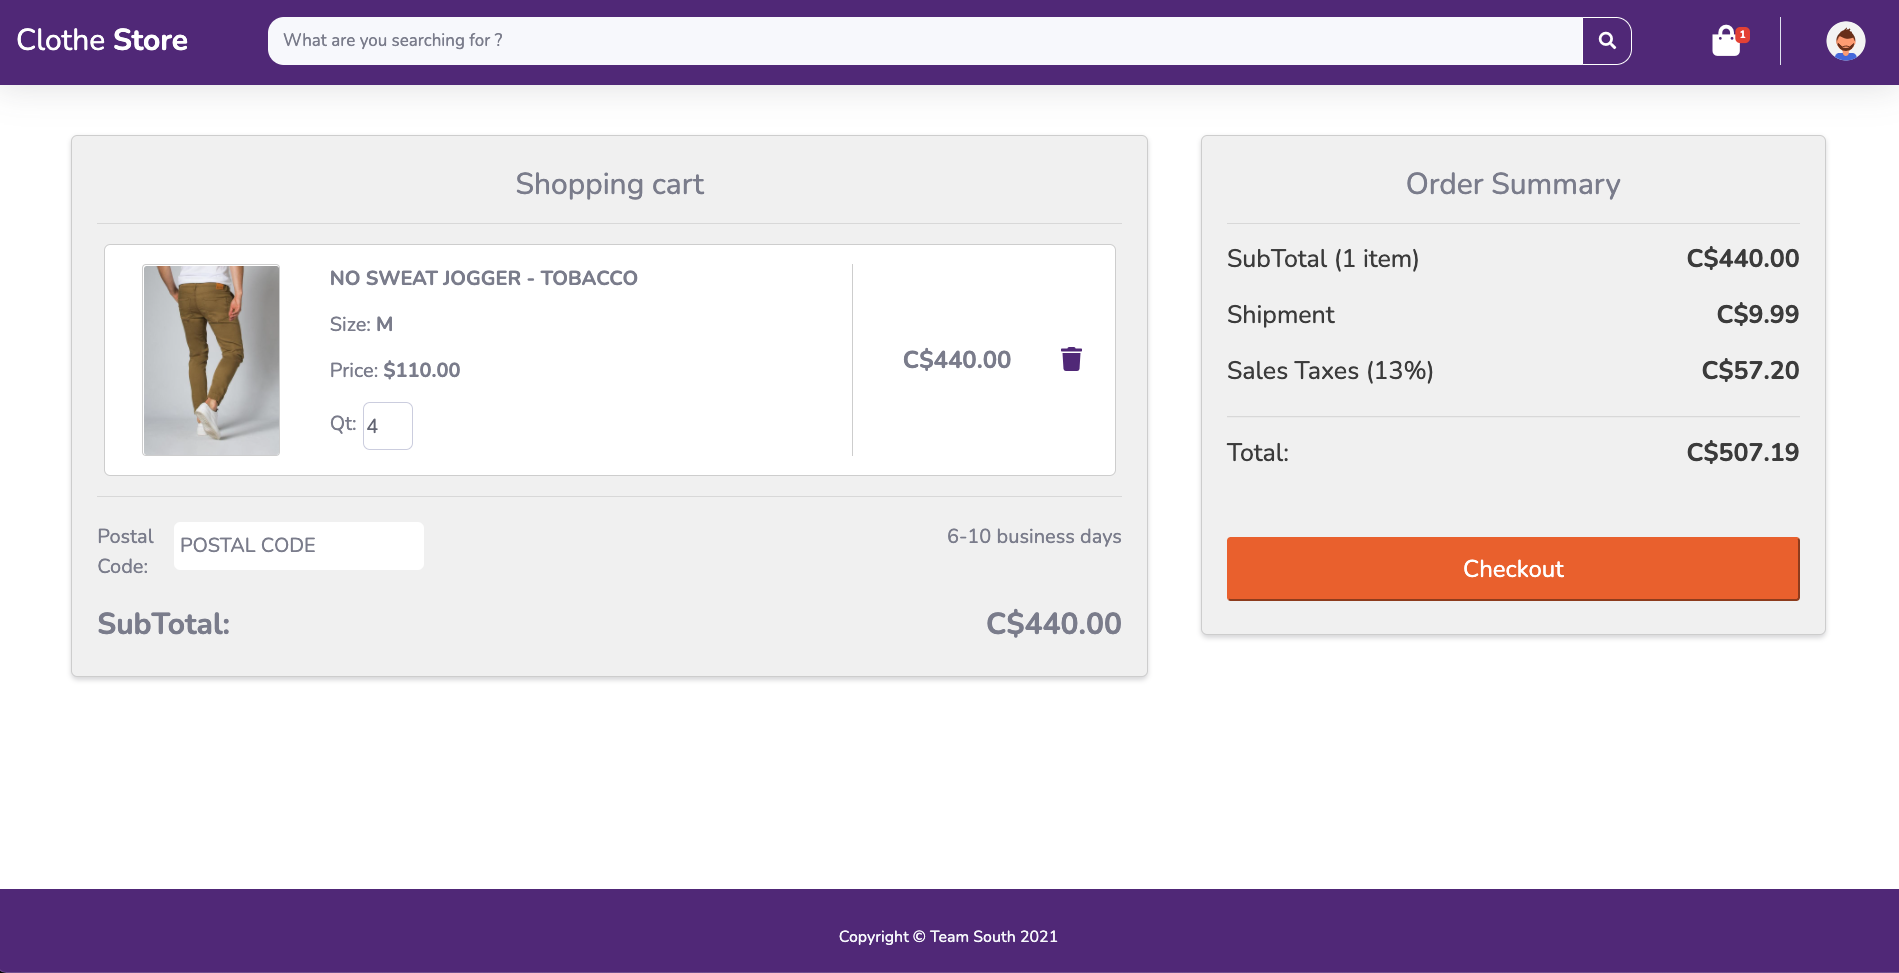 Clothe Store
What are you searching for ?
1
Shopping cart
NO SWEAT JOGGER - TOBACCO
Size: M
Price: $110.00
Qt: 4
C$440.00
Postal Code:
POSTAL CODE
6-10 business days
SubTotal: C$440.00
Order Summary
SubTotal (1 item) C$440.00
Shipment C$9.99
Sales Taxes (13%) C$57.20
Total: C$507.19
Checkout
Copyright © Team South 2021